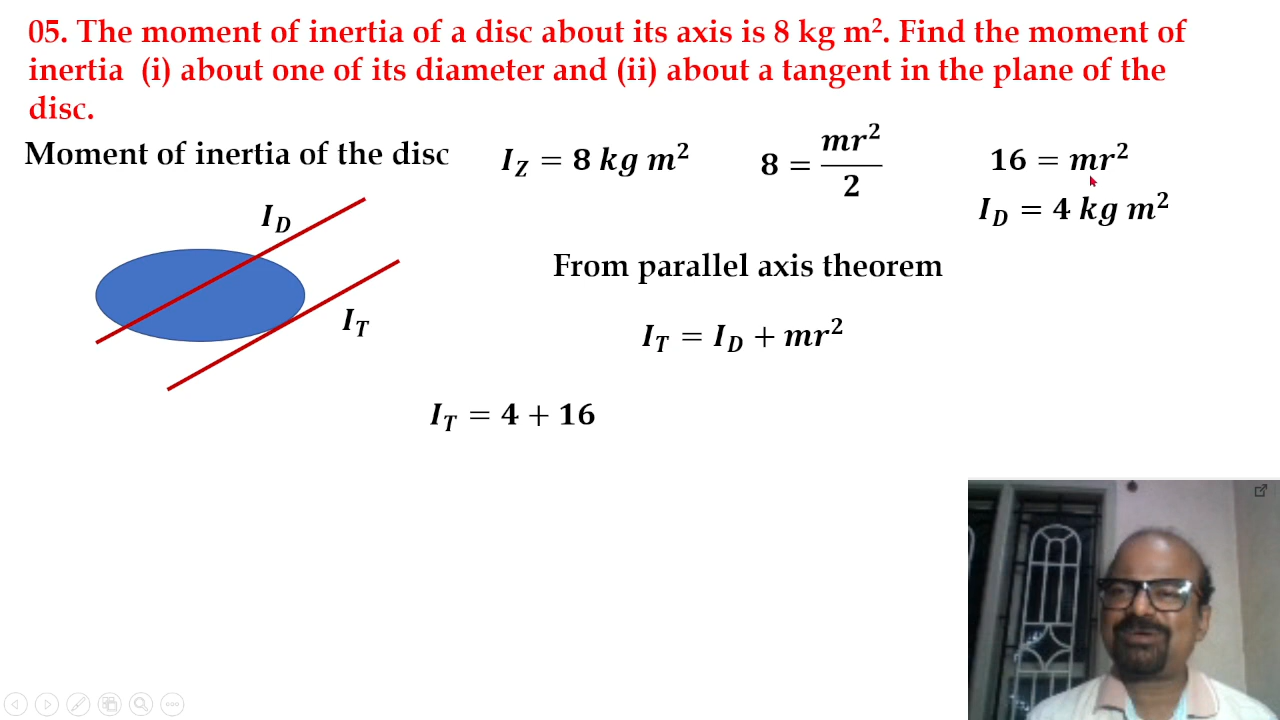 05. The moment of inertia of a disc about its axis is 8 kg m². Find the moment of
inertia (i) about one of its diameter and (ii) about a tangent in the plane of the
disc.
Moment of inertia of the disc
I_Z = 8 kg m²
8 = mr²/2
16 = mr²
I_D = 4 kg m²
I_D
I_T
From parallel axis theorem
I_T = I_D + mr²
I_T = 4 + 16